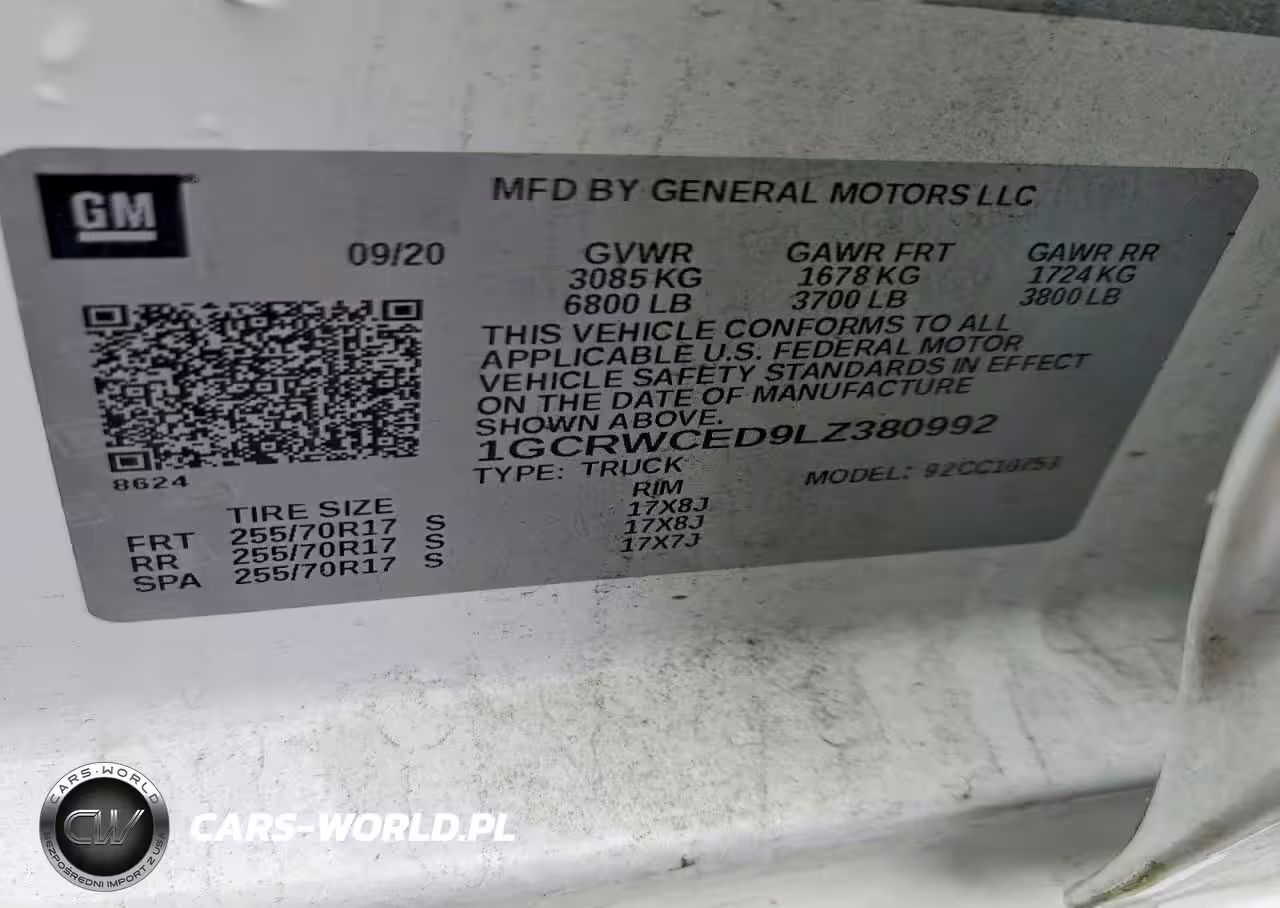 GM
MFD BY GENERAL MOTORS LLC
09/20 GVWR GAWR FRT GAWR RR
3085 KG 1678 KG 1724 KG
6800 LB 3700 LB 3800 LB
THIS VEHICLE CONFORMS TO ALL
APPLICABLE U.S. FEDERAL MOTOR
VEHICLE SAFETY STANDARDS IN EFFECT
ON THE DATE OF MANUFACTURE
SHOWN ABOVE.
1GCRWCED9LZ380992
TYPE: TRUCK MODEL: 92CC10753
8624
TIRE SIZE RIM
FRT 255/70R17 S 17X8J
RR 255/70R17 S 17X8J
SPA 255/70R17 S 17X7J
CARS-WORLD
CW
BEZPOŚREDNI IMPORT Z USA
CARS-WORLD.PL